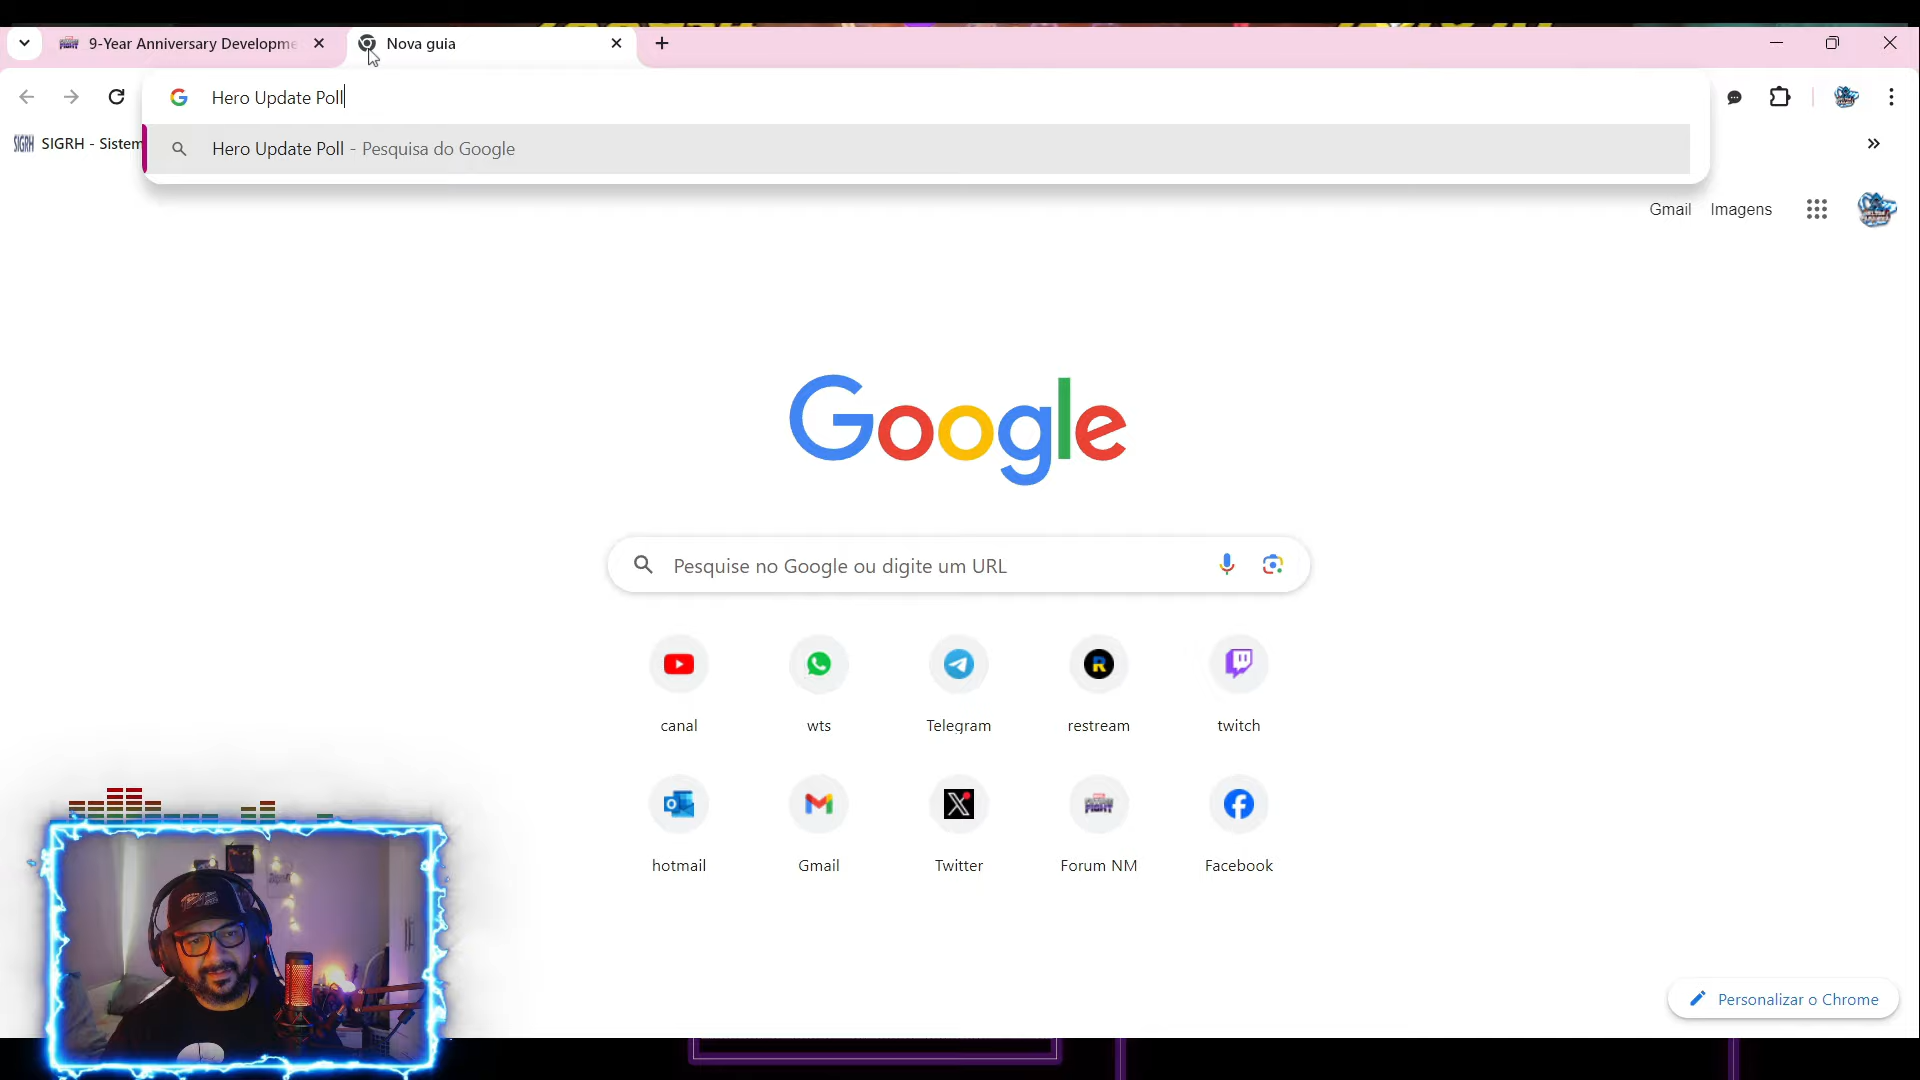 9-Year Anniversary Developme
Nova guia
Hero Update Poll
SIGRH - Sistem
Hero Update Poll - Pesquisa do Google
Gmail
Imagens
Google
Pesquise no Google ou digite um URL
canal
wts
Telegram
restream
twitch
hotmail
Gmail
Twitter
Forum NM
Facebook
Personalizar o Chrome